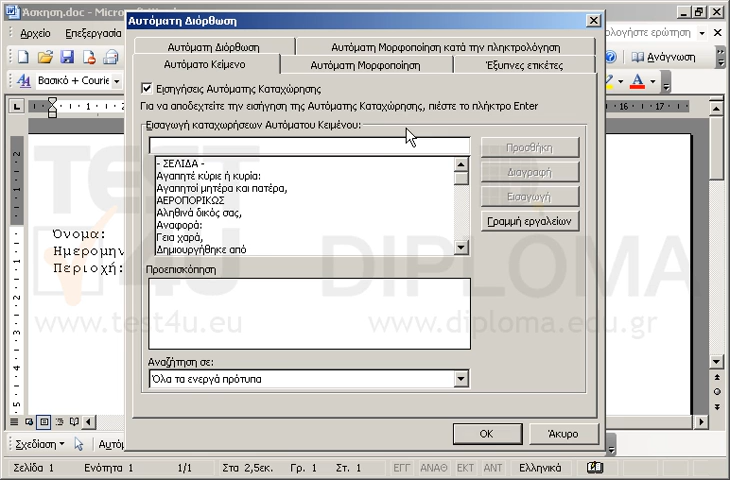 Άσκηση.doc - Microso
Αυτόματη Διόρθωση
Αρχείο Επεξεργασία
ολογήστε ερώτηση
Αυτόματη Διόρθωση Αυτόματη Μορφοποίηση κατά την πληκτρολόγηση
Αυτόματο Κείμενο Αυτόματη Μορφοποίηση Έξυπνες ετικέτες
Ανάγνωση
Βασικό + Courie
Εισηγήσεις Αυτόματης Καταχώρησης
Για να αποδεχτείτε την εισήγηση της Αυτόματης Καταχώρησης, πιέστε το πλήκτρο Enter
Εισαγωγή καταχωρήσεων Αυτόματου Κειμένου:
Προσθήκη
- ΣΕΛΙΔΑ -
Αγαπητέ κύριε ή κυρία:
Διαγραφή
Αγαπητοί μητέρα και πατέρα,
ΑΕΡΟΠΟΡΙΚΩΣ
Εισαγωγή
Αληθινά δικός σας,
Αναφορά:
Γραμμή εργαλείων
Γεια χαρά,
Δημιουργήθηκε από
Όνομα:
Ημερομην
Περιοχή:
Προεπισκόπηση
TEST 4U DIPLOMA
www.test4u.eu www.diploma.edu.gr
Αναζήτηση σε:
Όλα τα ενεργά πρότυπα
OK Άκυρο
Σχεδίαση Αυτόμ
Σελίδα 1 Ενότητα 1 1/1 Στα 2,5εκ. Γρ. 1 Στ. 1 ΕΓΓ ΑΝΑΘ ΕΚΤ ΑΝΤ Ελληνικά